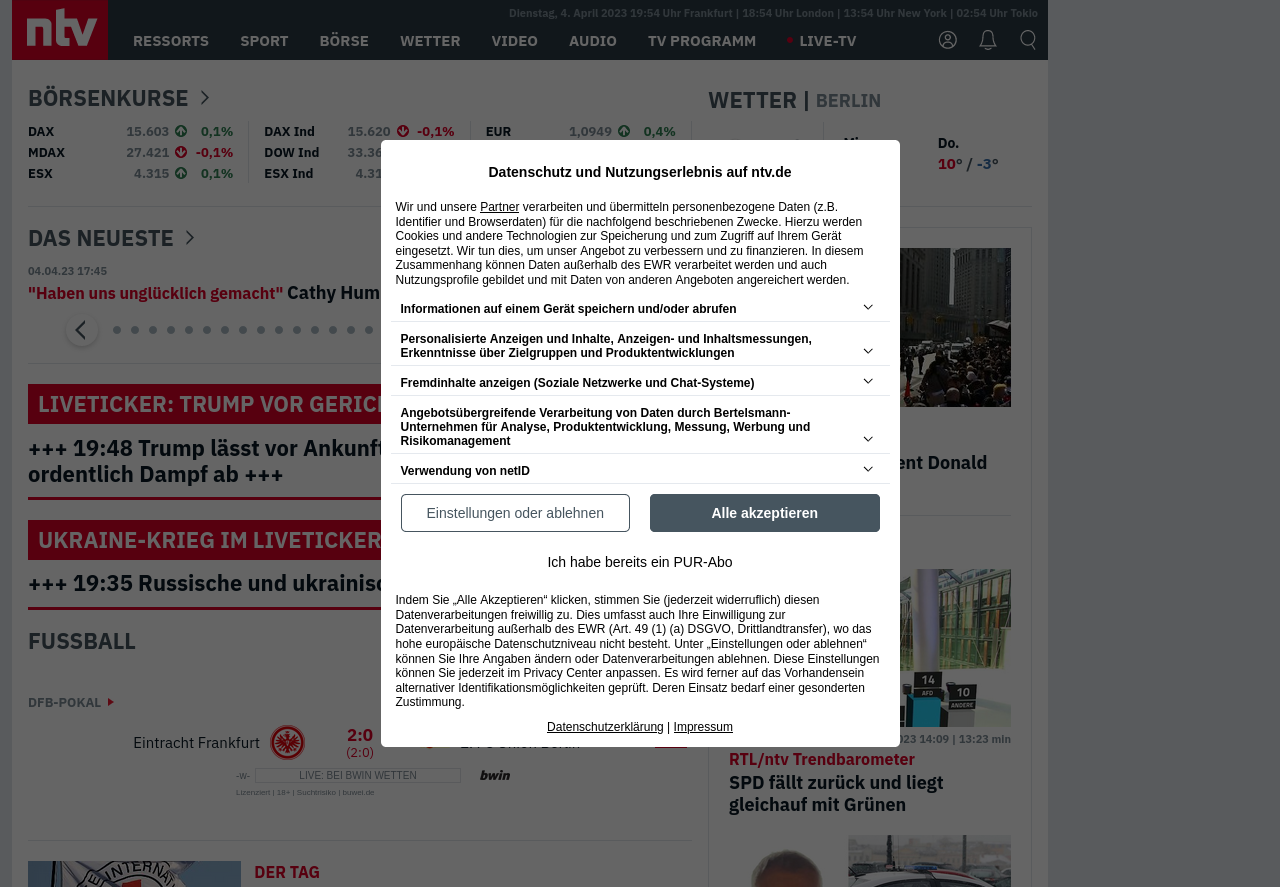 ntv
Dienstag, 4. April 2023 19:54 Uhr Frankfurt | 18:54 Uhr London | 13:54 Uhr New York | 02:54 Uhr Tokio
RESSORTS SPORT BÖRSE WETTER VIDEO AUDIO TV PROGRAMM LIVE-TV
BÖRSENKURSE
WETTER | BERLIN
DAX 15.603 0,1% DAX Ind 15.620 -0,1% EUR 1,0949 0,4%
MDAX 27.421 -0,1% DOW Ind
ESX 4.315 0,1% ESX Ind
Do.
10° / -3°
DAS NEUESTE
04.04.23 17:45
"Haben uns unglücklich gemacht" Cathy
LIVETICKER: TRUMP VOR
+++ 19:48 Trump lässt vor
ordentlich Dampf ab +++
UKRAINE-KRIEG IM LIVETICKER
+++ 19:35 Russische und
FUSSBALL
DFB-POKAL
Eintracht Frankfurt 2:0
(2:0)
-w- LIVE: BEI BWIN WETTEN bwin
Lizenziert | 18+ | Suchtrisiko | buwei.de
DER TAG
Datenschutz und Nutzungserlebnis auf ntv.de
Wir und unsere Partner verarbeiten und übermitteln personenbezogene Daten (z.B.
Identifier und Browserdaten) für die nachfolgend beschriebenen Zwecke. Hierzu werden
Cookies und andere Technologien zur Speicherung und zum Zugriff auf Ihrem Gerät
eingesetzt. Wir tun dies, um unser Angebot zu verbessern und zu finanzieren. In diesem
Zusammenhang können Daten außerhalb des EWR verarbeitet werden und auch
Nutzungsprofile gebildet und mit Daten von anderen Angeboten angereichert werden.
Informationen auf einem Gerät speichern und/oder abrufen
Personalisierte Anzeigen und Inhalte, Anzeigen- und Inhaltsmessungen,
Erkenntnisse über Zielgruppen und Produktentwicklungen
Fremdinhalte anzeigen (Soziale Netzwerke und Chat-Systeme)
Angebotsübergreifende Verarbeitung von Daten durch Bertelsmann-
Unternehmen für Analyse, Produktentwicklung, Messung, Werbung und
Risikomanagement
Verwendung von netID
Einstellungen oder ablehnen Alle akzeptieren
Ich habe bereits ein PUR-Abo
Indem Sie „Alle Akzeptieren“ klicken, stimmen Sie (jederzeit widerruflich) diesen
Datenverarbeitungen freiwillig zu. Dies umfasst auch Ihre Einwilligung zur
Datenverarbeitung außerhalb des EWR (Art. 49 (1) (a) DSGVO, Drittlandtransfer), wo das
hohe europäische Datenschutzniveau nicht besteht. Unter „Einstellungen oder ablehnen“
können Sie Ihre Angaben ändern oder Datenverarbeitungen ablehnen. Diese Einstellungen
können Sie jederzeit im Privacy Center anpassen. Es wird ferner auf das Vorhandensein
alternativer Identifikationsmöglichkeiten geprüft. Deren Einsatz bedarf einer gesonderten
Zustimmung.
Datenschutzerklärung | Impressum
Donald
14 AFD
10 ANDERE
14:09 | 13:23 min
RTL/ntv Trendbarometer
SPD fällt zurück und liegt
gleichauf mit Grünen